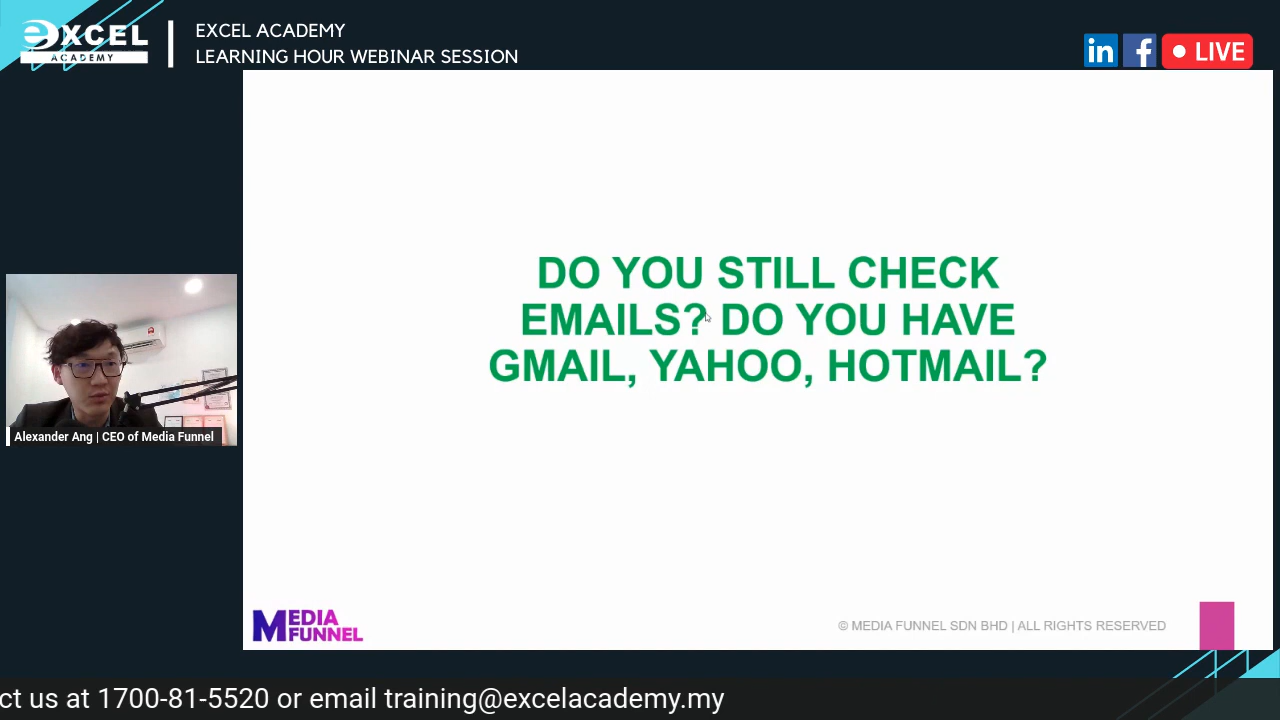 eXCEL
ACADEMY
EXCEL ACADEMY
LEARNING HOUR WEBINAR SESSION
in
f
LIVE
DO YOU STILL CHECK
EMAILS? DO YOU HAVE
GMAIL, YAHOO, HOTMAIL?
Alexander Ang | CEO of Media Funnel
MEDIA
FUNNEL
© MEDIA FUNNEL SDN BHD | ALL RIGHTS RESERVED
ct us at 1700-81-5520 or email training@excelacademy.my